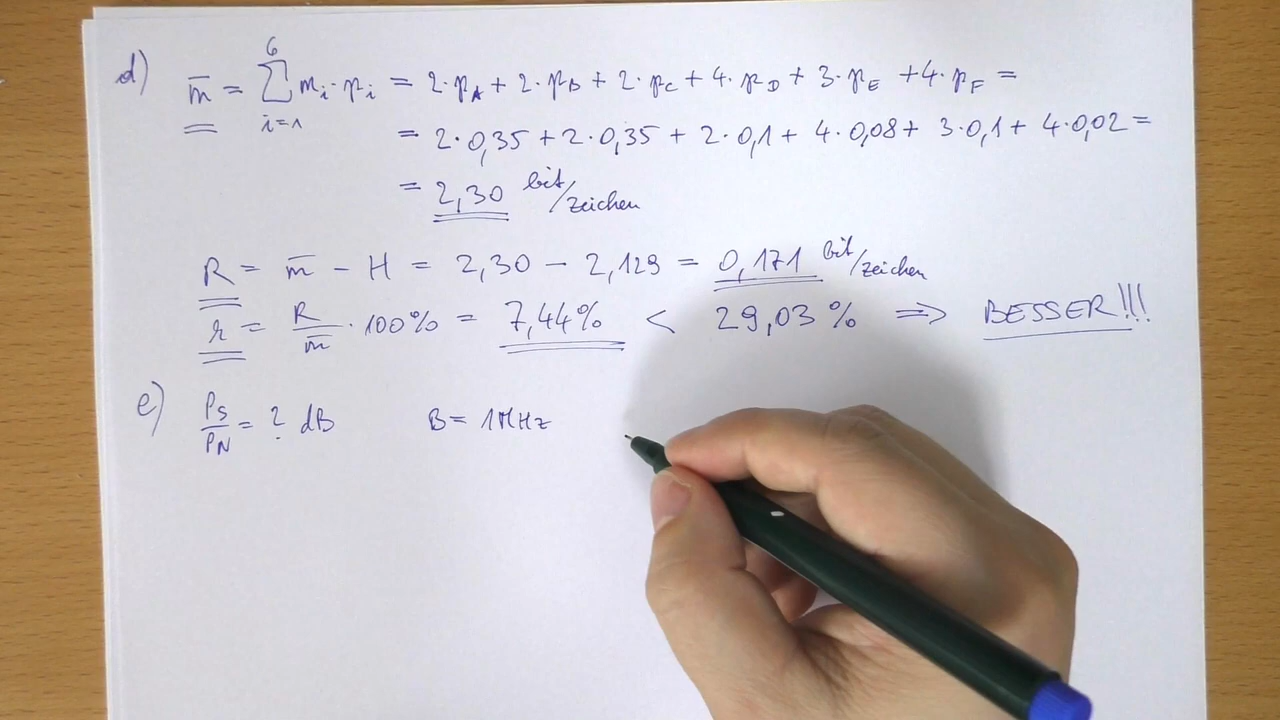 d) m̅ = Σ_{i=1}^{6} m_i · p_i = 2·p_A + 2·p_B + 2·p_C + 4·p_D + 3·p_E + 4·p_F =
= 2·0,35 + 2·0,35 + 2·0,1 + 4·0,08 + 3·0,1 + 4·0,02 =
= 2,30 bit/Zeichen
R = m̅ − H = 2,30 − 2,129 = 0,171 bit/Zeichen
r = R/m̅ · 100% = 7,44% < 29,03% ⇒ BESSER!!!
e) P_S/P_N = ? dB B = 1MHz